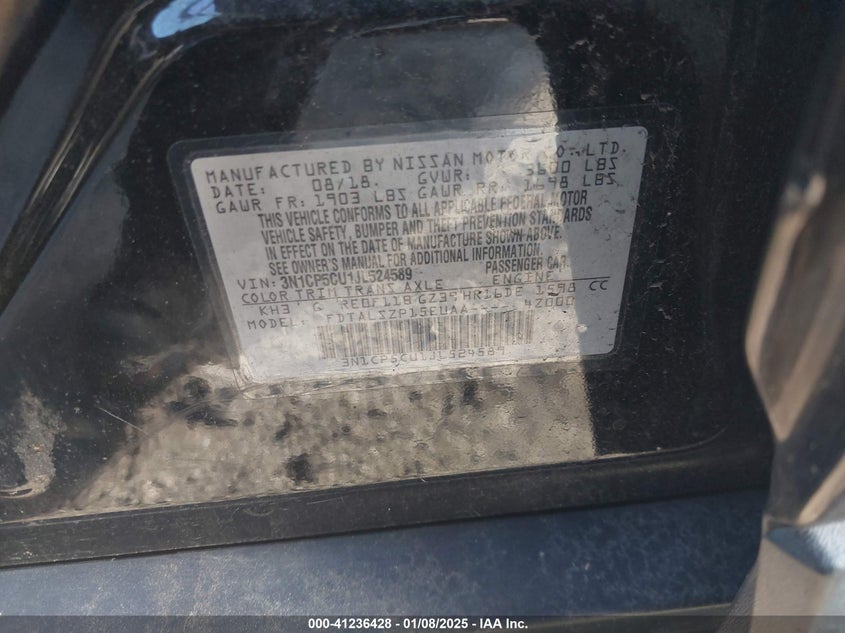 MANUFACTURED BY NISSAN MOTOR CO., LTD.
DATE: 08/18. GVWR: 3600 LBS
GAWR FR: 1903 LBS GAWR RR: 1698 LBS
THIS VEHICLE CONFORMS TO ALL APPLICABLE FEDERAL MOTOR
VEHICLE SAFETY, BUMPER AND THEFT PREVENTION STANDARDS
IN EFFECT ON THE DATE OF MANUFACTURE SHOWN ABOVE.
SEE OWNER'S MANUAL FOR ADDITIONAL INFORMATION.
VIN: 3N1CP5CU1JL524589 PASSENGER CAR
COLOR TRIM TRANS AXLE ENGINE
KH3 G RE0F11B GZ39 HR16DE 1598 CC
MODEL: FDTALSZP15EUAA----- 42000
3N1CP5CU1JL524589
000-41236428 — 01/08/2025 — IAA Inc.